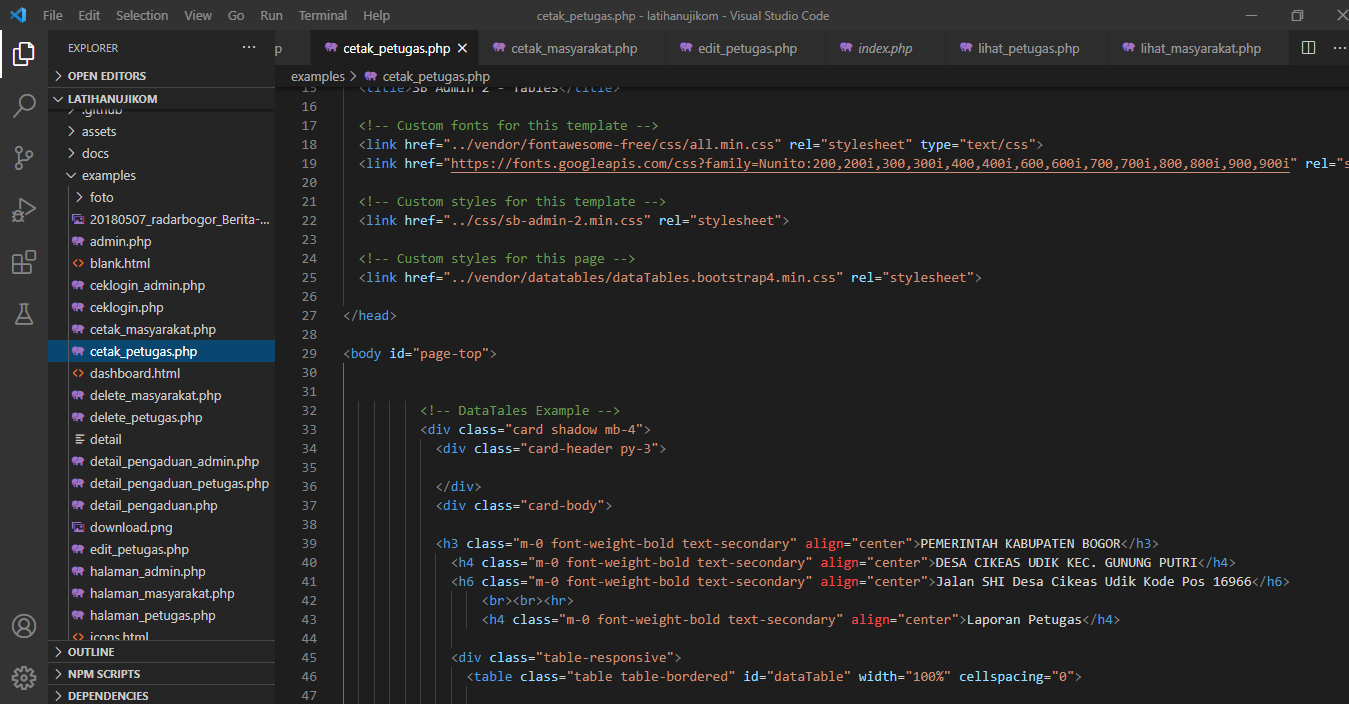 File Edit Selection View Go Run Terminal Help cetak_petugas.php - latihanujikom - Visual Studio Code
EXPLORER ···
OPEN EDITORS
LATIHANUJIKOM
.github
assets
docs
examples
foto
20180507_radarbogor_Berita-...
admin.php
blank.html
ceklogin_admin.php
ceklogin.php
cetak_masyarakat.php
cetak_petugas.php
dashboard.html
delete_masyarakat.php
delete_petugas.php
detail
detail_pengaduan_admin.php
detail_pengaduan_petugas.php
detail_pengaduan.php
download.png
edit_petugas.php
halaman_admin.php
halaman_masyarakat.php
halaman_petugas.php
icons.html
OUTLINE
NPM SCRIPTS
DEPENDENCIES
p cetak_petugas.php cetak_masyarakat.php edit_petugas.php index.php lihat_petugas.php lihat_masyarakat.php ···
examples > cetak_petugas.php
15 <title>SB Admin 2 - Tables</title>
16
17 <!-- Custom fonts for this template -->
18 <link href="../vendor/fontawesome-free/css/all.min.css" rel="stylesheet" type="text/css">
19 <link href="https://fonts.googleapis.com/css?family=Nunito:200,200i,300,300i,400,400i,600,600i,700,700i,800,800i,900,900i" rel="s
20
21 <!-- Custom styles for this template -->
22 <link href="../css/sb-admin-2.min.css" rel="stylesheet">
23
24 <!-- Custom styles for this page -->
25 <link href="../vendor/datatables/dataTables.bootstrap4.min.css" rel="stylesheet">
26
27 </head>
28
29 <body id="page-top">
30
31
32 <!-- DataTales Example -->
33 <div class="card shadow mb-4">
34 <div class="card-header py-3">
35
36 </div>
37 <div class="card-body">
38
39 <h3 class="m-0 font-weight-bold text-secondary" align="center">PEMERINTAH KABUPATEN BOGOR</h3>
40 <h4 class="m-0 font-weight-bold text-secondary" align="center">DESA CIKEAS UDIK KEC. GUNUNG PUTRI</h4>
41 <h6 class="m-0 font-weight-bold text-secondary" align="center">Jalan SHI Desa Cikeas Udik Kode Pos 16966</h6>
42 <br><br><hr>
43 <h4 class="m-0 font-weight-bold text-secondary" align="center">Laporan Petugas</h4>
44
45 <div class="table-responsive">
46 <table class="table table-bordered" id="dataTable" width="100%" cellspacing="0">
47